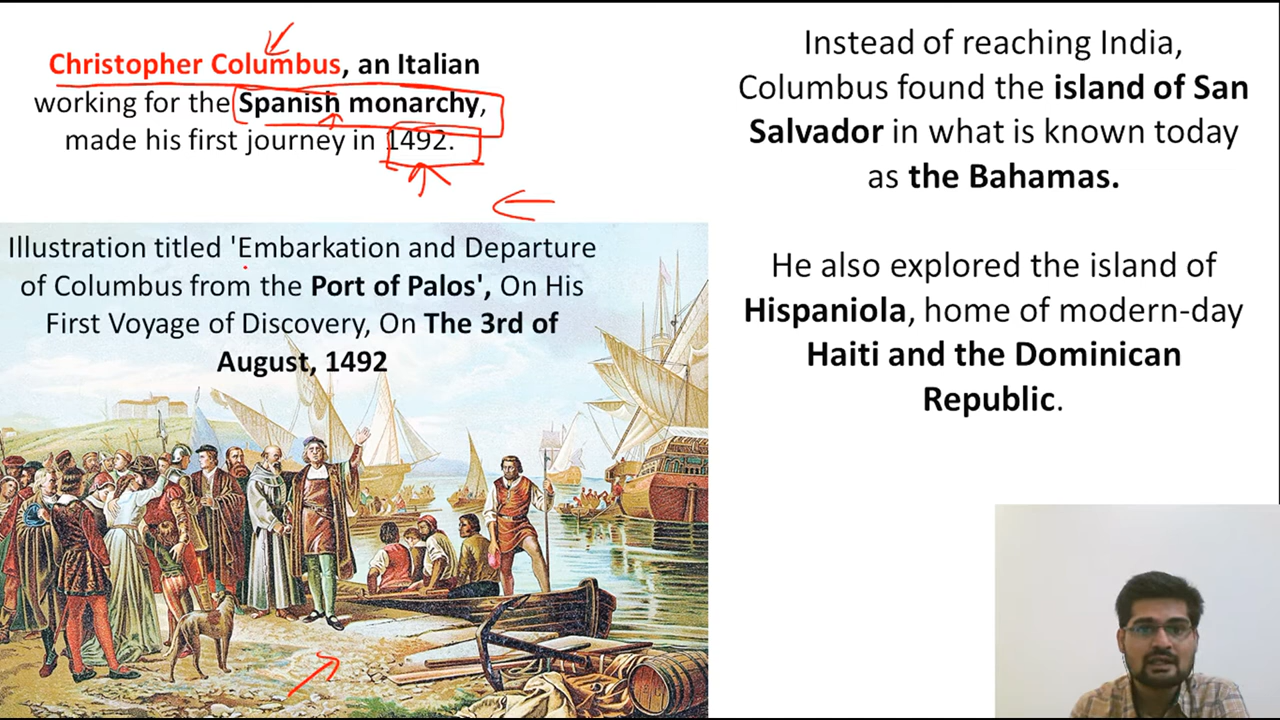 Christopher Columbus, an Italian
working for the Spanish monarchy,
made his first journey in 1492.
Illustration titled 'Embarkation and Departure
of Columbus from the Port of Palos', On His
First Voyage of Discovery, On The 3rd of
August, 1492
Instead of reaching India,
Columbus found the island of San
Salvador in what is known today
as the Bahamas.
He also explored the island of
Hispaniola, home of modern-day
Haiti and the Dominican
Republic.